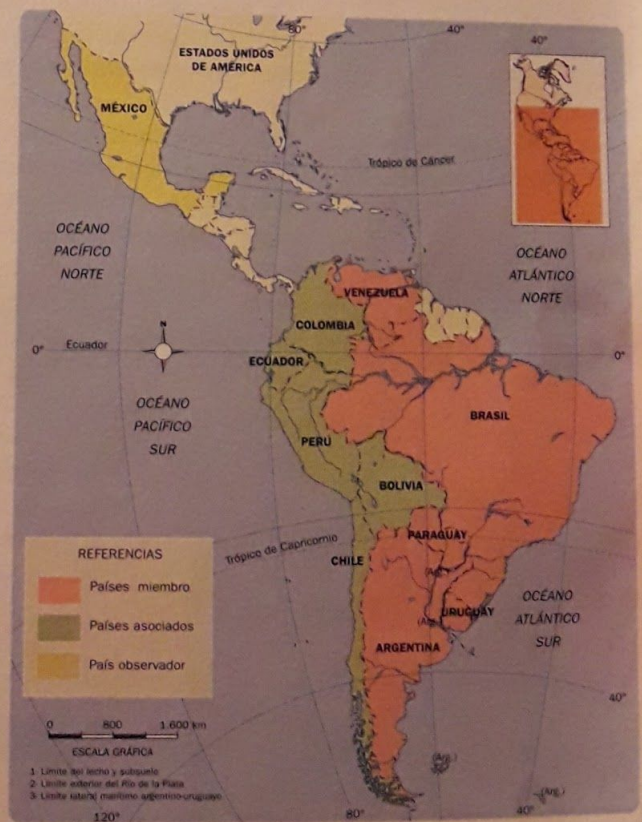 80°
40°
40°
ESTADOS UNIDOS
DE AMÉRICA
MÉXICO
Trópico de Cáncer
OCÉANO
PACÍFICO
NORTE
OCÉANO
ATLÁNTICO
NORTE
VENEZUELA
COLOMBIA
N
0°
Ecuador
ECUADOR
0°
OCÉANO
PACÍFICO
SUR
BRASIL
PERÚ
BOLIVIA
PARAGUAY
Trópico de Capricornio
CHILE
(Arg.)
OCÉANO
ATLÁNTICO
SUR
URUGUAY
ARGENTINA
REFERENCIAS
Países miembro
Países asociados
País observador
40°
0 800 1.600 km
ESCALA GRÁFICA
(Arg.)
(Arg.)
1- Límite del lecho y subsuelo
2- Límite exterior del Río de la Plata
3- Límite lateral marítimo argentino-uruguayo
120°
80°
40°